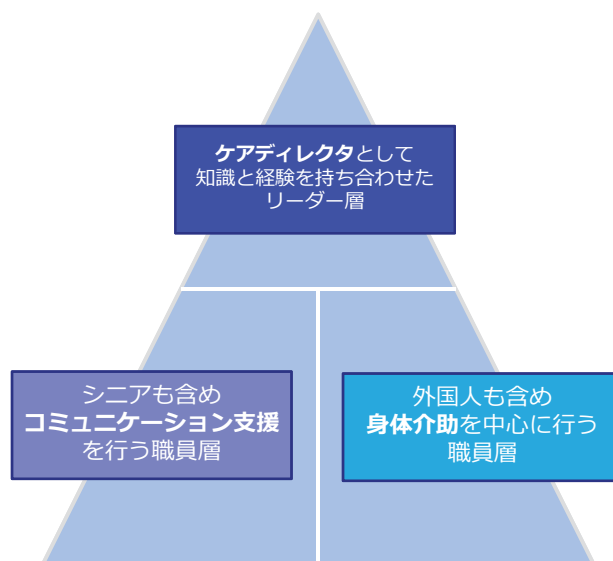 ケアディレクタとして
知識と経験を持ち合わせた
リーダー層
シニアも含め
コミュニケーション支援
を行う職員層
外国人も含め
身体介助を中心に行う
職員層